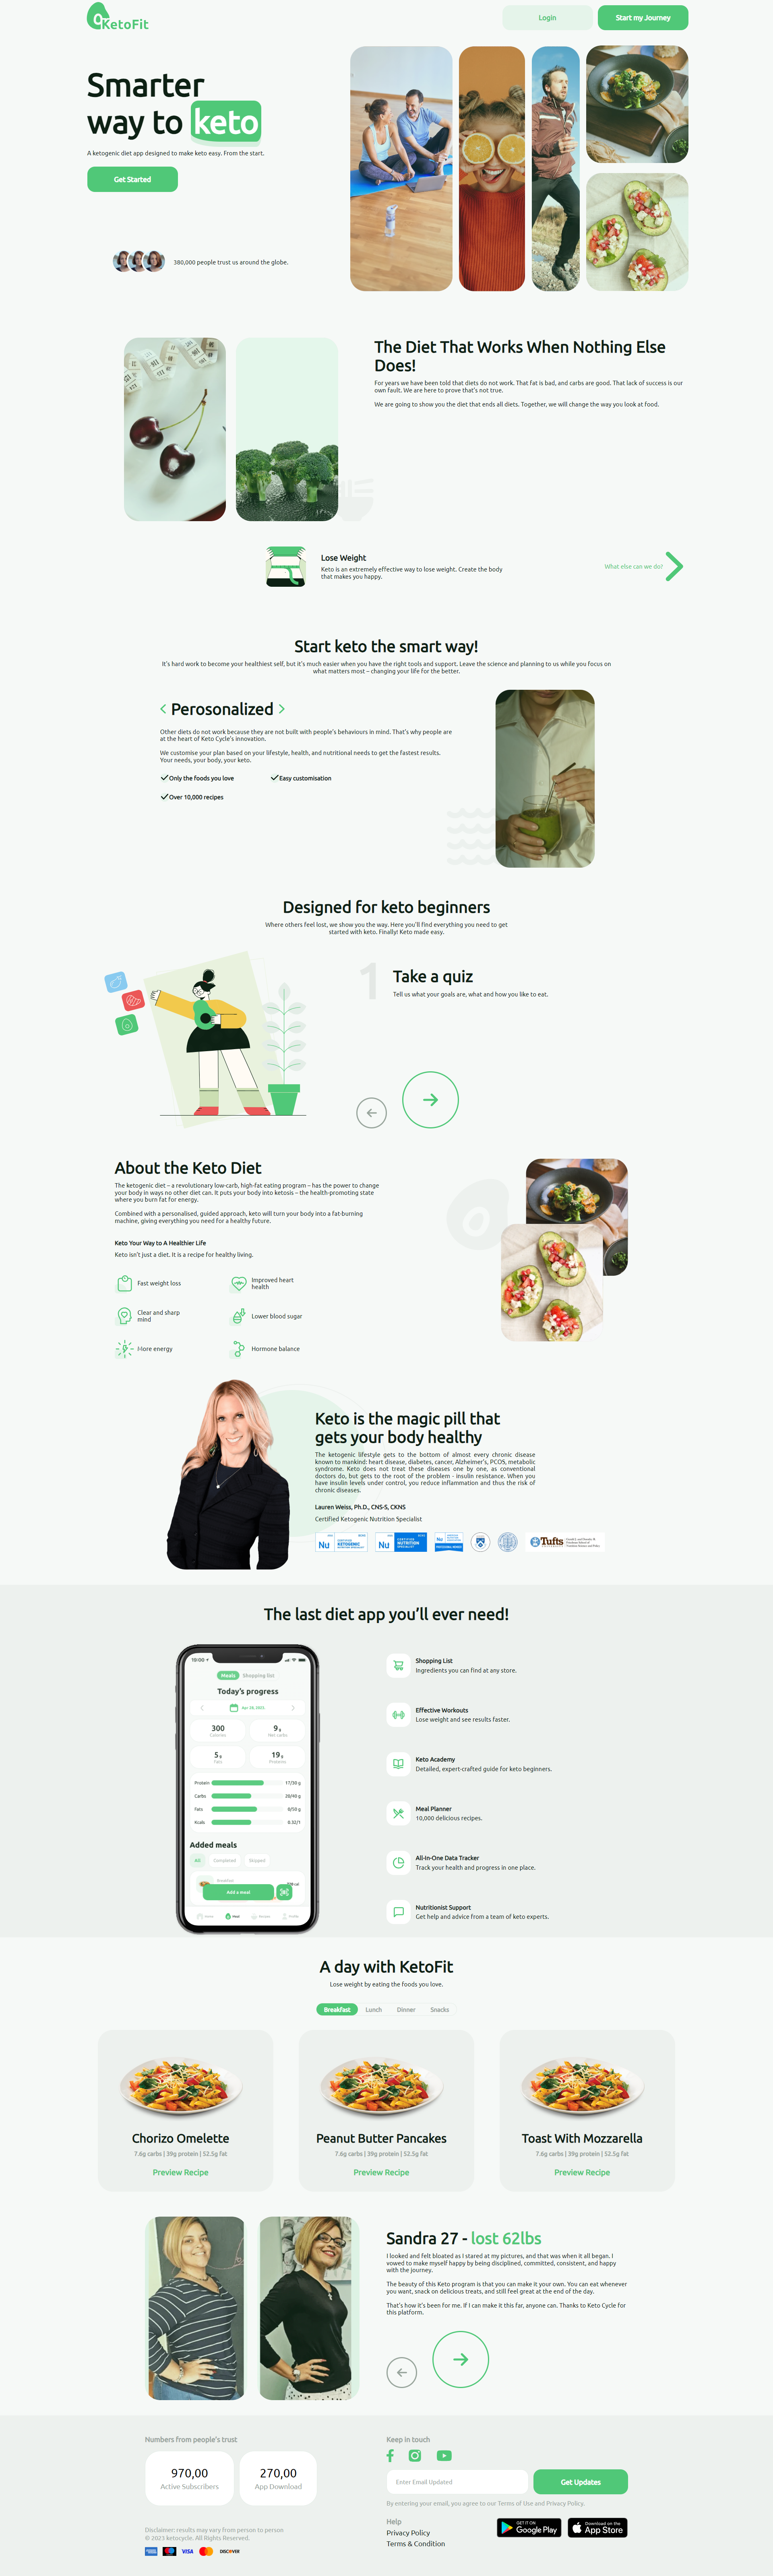 KetoFit
Login
Start my Journey
Smarter
way to keto
A ketogenic diet app designed to make keto easy. From the start.
Get Started
380,000 people trust us around the globe.
The Diet That Works When Nothing Else
Does!
For years we have been told that diets do not work. That fat is bad, and carbs are good. That lack of success is our
own fault. We are here to prove that's not true.
We are going to show you the diet that ends all diets. Together, we will change the way you look at food.
Lose Weight
Keto is an extremely effective way to lose weight. Create the body
that makes you happy.
What else can we do?
Start keto the smart way!
It's hard work to become your healthiest self, but it's much easier when you have the right tools and support. Leave the science and planning to us while you focus on
what matters most – changing your life for the better.
Perosonalized
Other diets do not work because they are not built with people's behaviours in mind. That's why people are
at the heart of Keto Cycle's innovation.
We customise your plan based on your lifestyle, health, and nutritional needs to get the fastest results.
Your needs, your body, your keto.
Only the foods you love
Easy customisation
Over 10,000 recipes
Designed for keto beginners
Where others feel lost, we show you the way. Here you'll find everything you need to get
started with keto. Finally! Keto made easy.
1
Take a quiz
Tell us what your goals are, what and how you like to eat.
About the Keto Diet
The ketogenic diet – a revolutionary low-carb, high-fat eating program – has the power to change
your body in ways no other diet can. It puts your body into ketosis – the health-promoting state
where you burn fat for energy.
Combined with a personalised, guided approach, keto will turn your body into a fat-burning
machine, giving everything you need for a healthy future.
Keto Your Way to A Healthier Life
Keto isn't just a diet. It is a recipe for healthy living.
Fast weight loss
Improved heart
health
Clear and sharp
mind
Lower blood sugar
More energy
Hormone balance
Keto is the magic pill that
gets your body healthy
The ketogenic lifestyle gets to the bottom of almost every chronic disease
known to mankind: heart disease, diabetes, cancer, Alzheimer's, PCOS, metabolic
syndrome. Keto does not treat these diseases one by one, as conventional
doctors do, but gets to the root of the problem - insulin resistance. When you
have insulin levels under control, you reduce inflammation and thus the risk of
chronic diseases.
Lauren Weiss, Ph.D., CNS-S, CKNS
Certified Ketogenic Nutrition Specialist
Nu
KETOGENIC
Nu
NUTRITION
SPECIALIST
Nu
Tufts
The last diet app you'll ever need!
10:00
Meals
Shopping list
Today's progress
300
Calories
9 g
Net carbs
5 g
Fats
19 g
Proteins
Protein
17/30 g
Carbs
20/40 g
Fats
0/50 g
Kcals
0.32/1
Added meals
All
Completed
Skipped
Breakfast
Add a meal
Meal
Shopping List
Ingredients you can find at any store.
Effective Workouts
Lose weight and see results faster.
Keto Academy
Detailed, expert-crafted guide for keto beginners.
Meal Planner
10,000 delicious recipes.
All-In-One Data Tracker
Track your health and progress in one place.
Nutritionist Support
Get help and advice from a team of keto experts.
A day with KetoFit
Lose weight by eating the foods you love.
Breakfast
Lunch
Dinner
Snacks
Chorizo Omelette
7.6g carbs | 39g protein | 52.5g fat
Preview Recipe
Peanut Butter Pancakes
7.6g carbs | 39g protein | 52.5g fat
Preview Recipe
Toast With Mozzarella
7.6g carbs | 39g protein | 52.5g fat
Preview Recipe
Sandra 27 - lost 62lbs
I looked and felt bloated as I stared at my pictures, and that was when it all began. I
vowed to make myself happy by being disciplined, committed, consistent, and happy
with the journey.
The beauty of this Keto program is that you can make it your own. You can eat whenever
you want, snack on delicious treats, and still feel great at the end of the day.
That's how it's been for me. If I can make it this far, anyone can. Thanks to Keto Cycle for
this platform.
Numbers from people's trust
970,00
Active Subscribers
270,00
App Download
Disclaimer: results may vary from person to person
© 2023 ketocycle. All Rights Reserved.
VISA
DISCOVER
Keep in touch
Enter Email Updated
Get Updates
By entering your email, you agree to our Terms of Use and Privacy Policy.
Help
Privacy Policy
Terms & Condition
GET IT ON
Google Play
Download on the
App Store